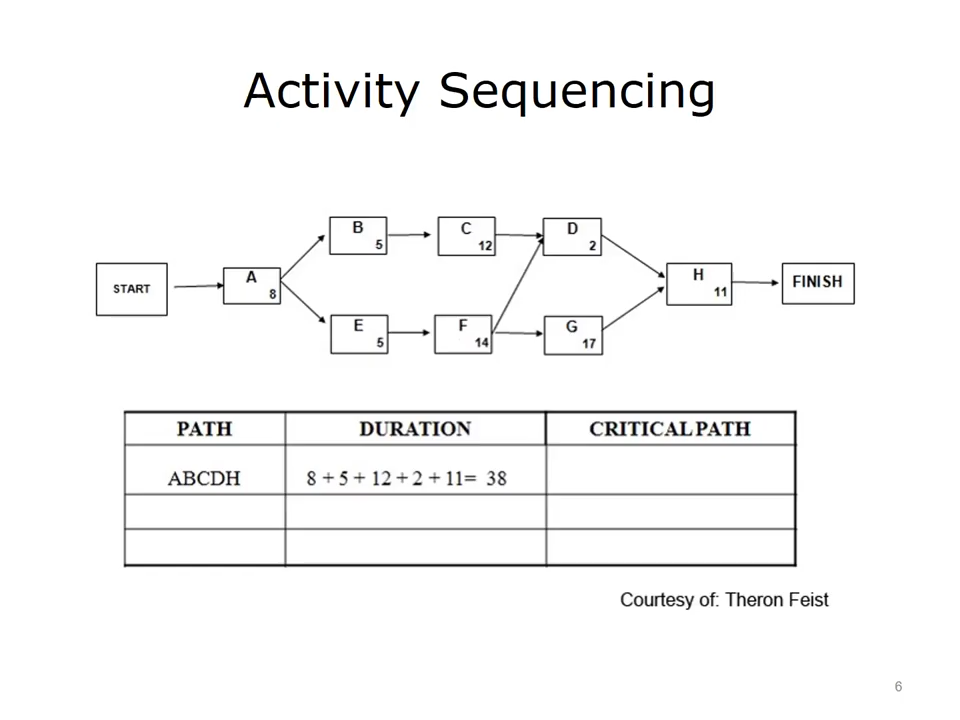 Activity Sequencing
START
A
8
B
5
C
12
D
2
E
5
F
14
G
17
H
11
FINISH
PATH DURATION CRITICAL PATH
ABCDH 8 + 5 + 12 + 2 + 11= 38
Courtesy of: Theron Feist
6